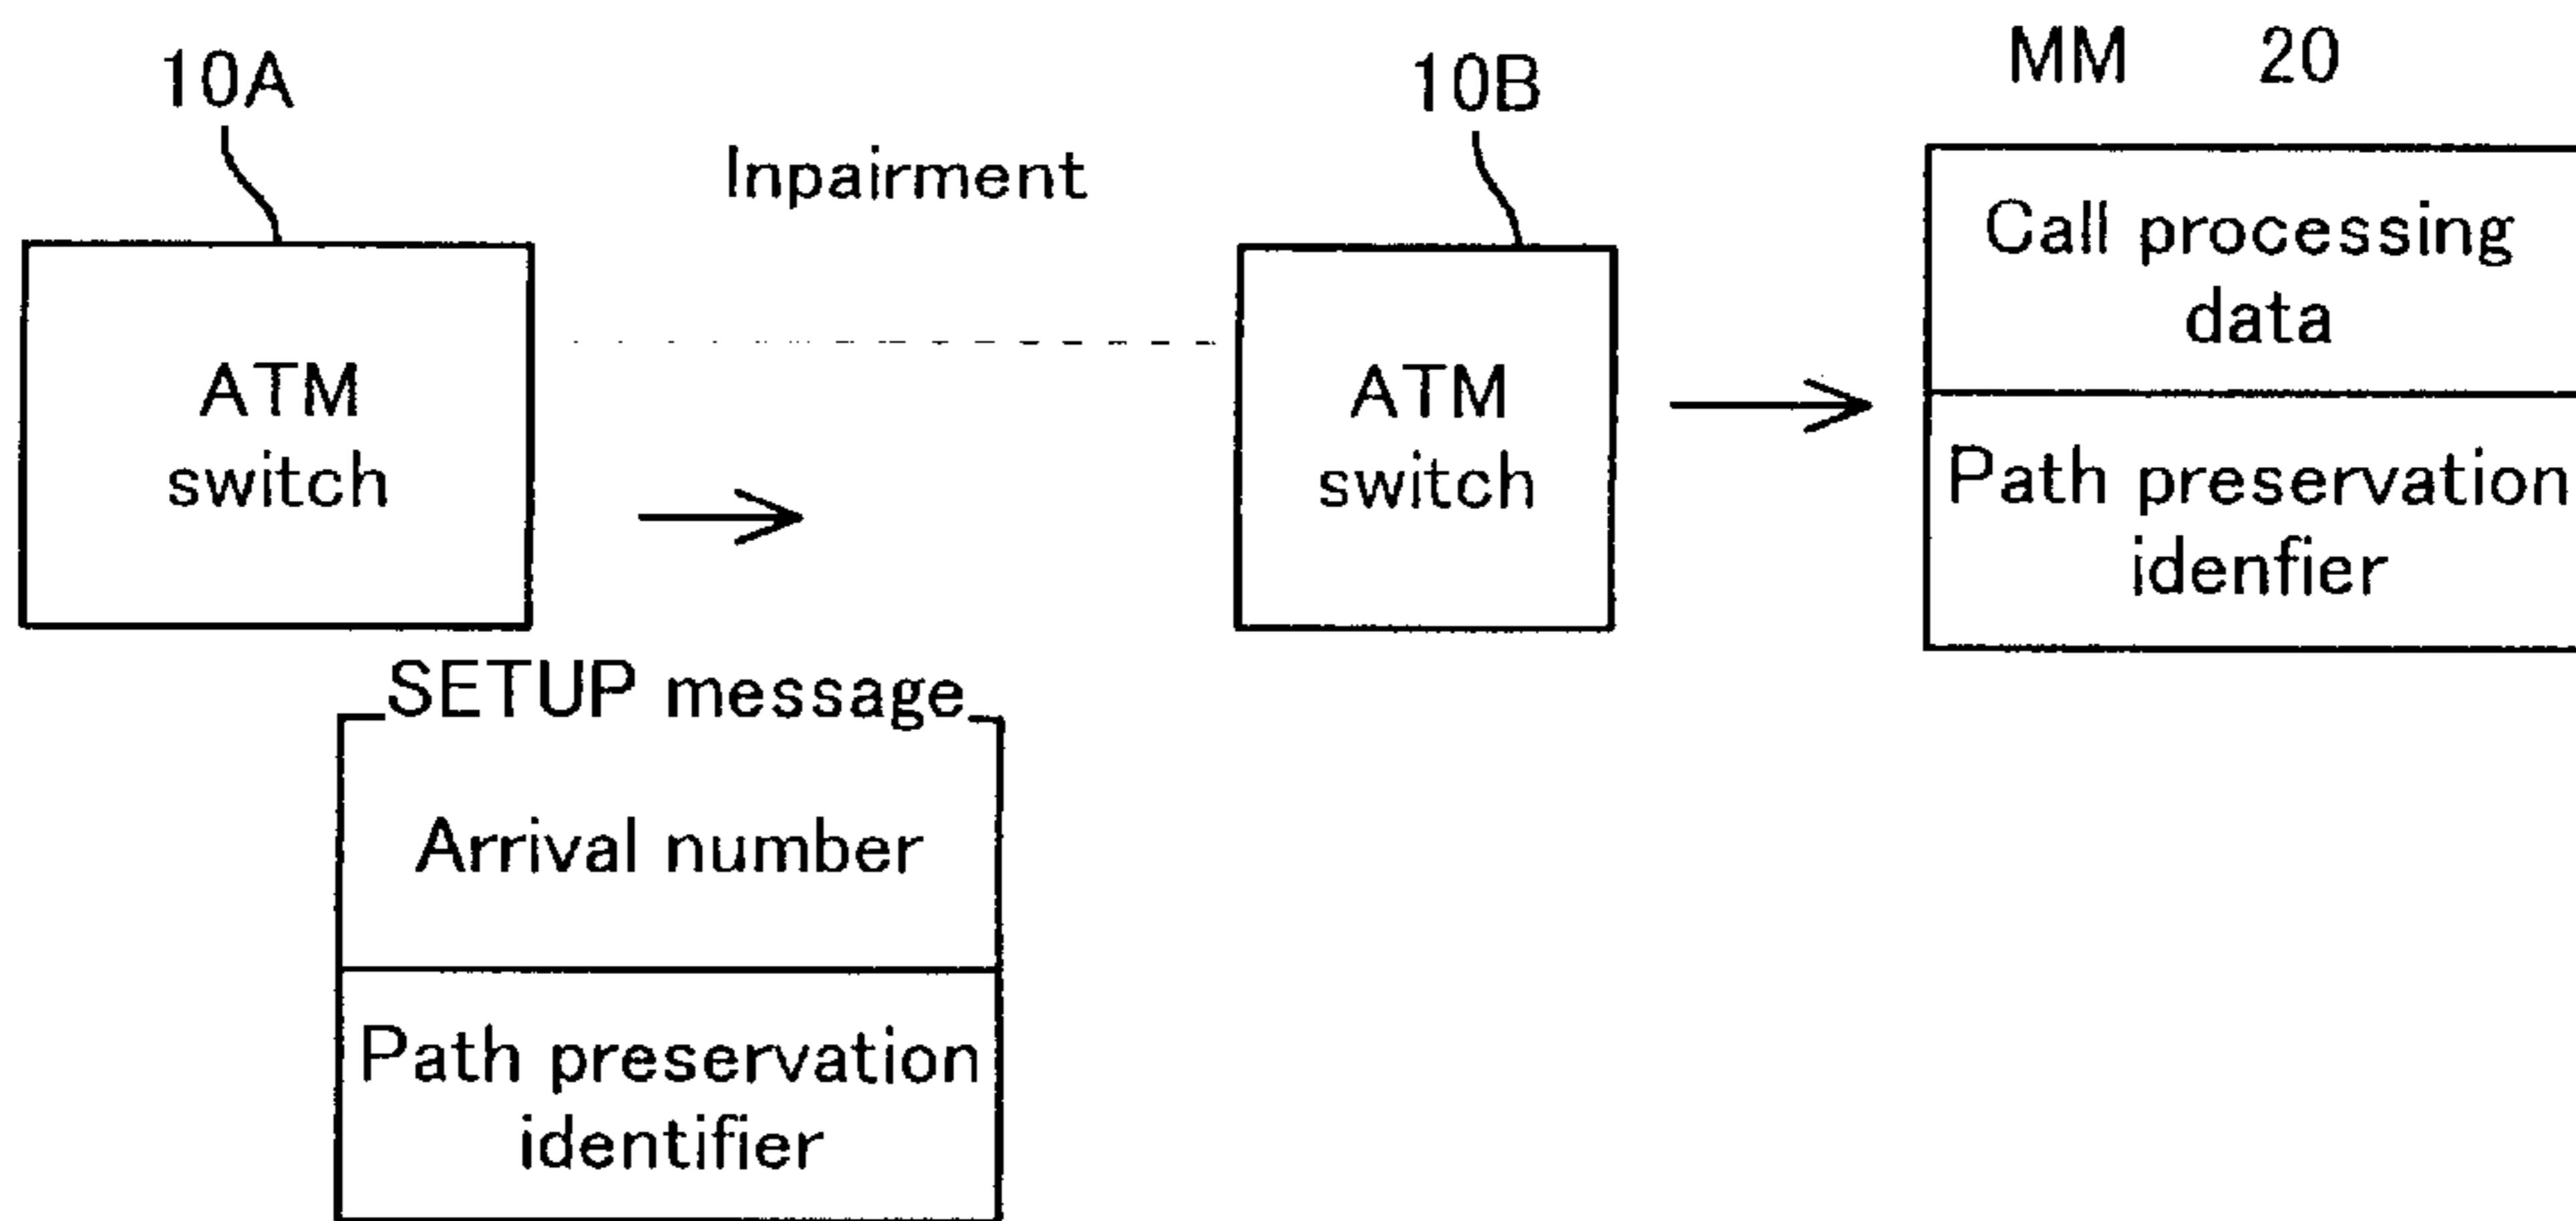 10A
Inpairment
10B
MM 20
ATM
switch
ATM
switch
Call processing
data
Path preservation
idenfier
SETUP message
Arrival number
Path preservation
identifier